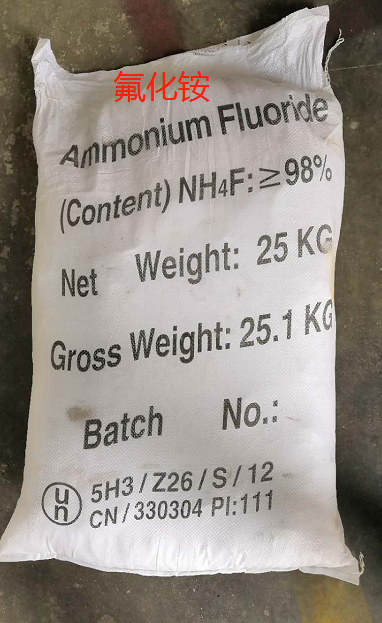 氟化铵
Ammonium Fluoride
(Content) NH₄F:≥98%
Net Weight: 25 KG
Gross Weight: 25.1 KG
Batch No.:
un 5H3/Z26/S/12
CN/330304 PI:111